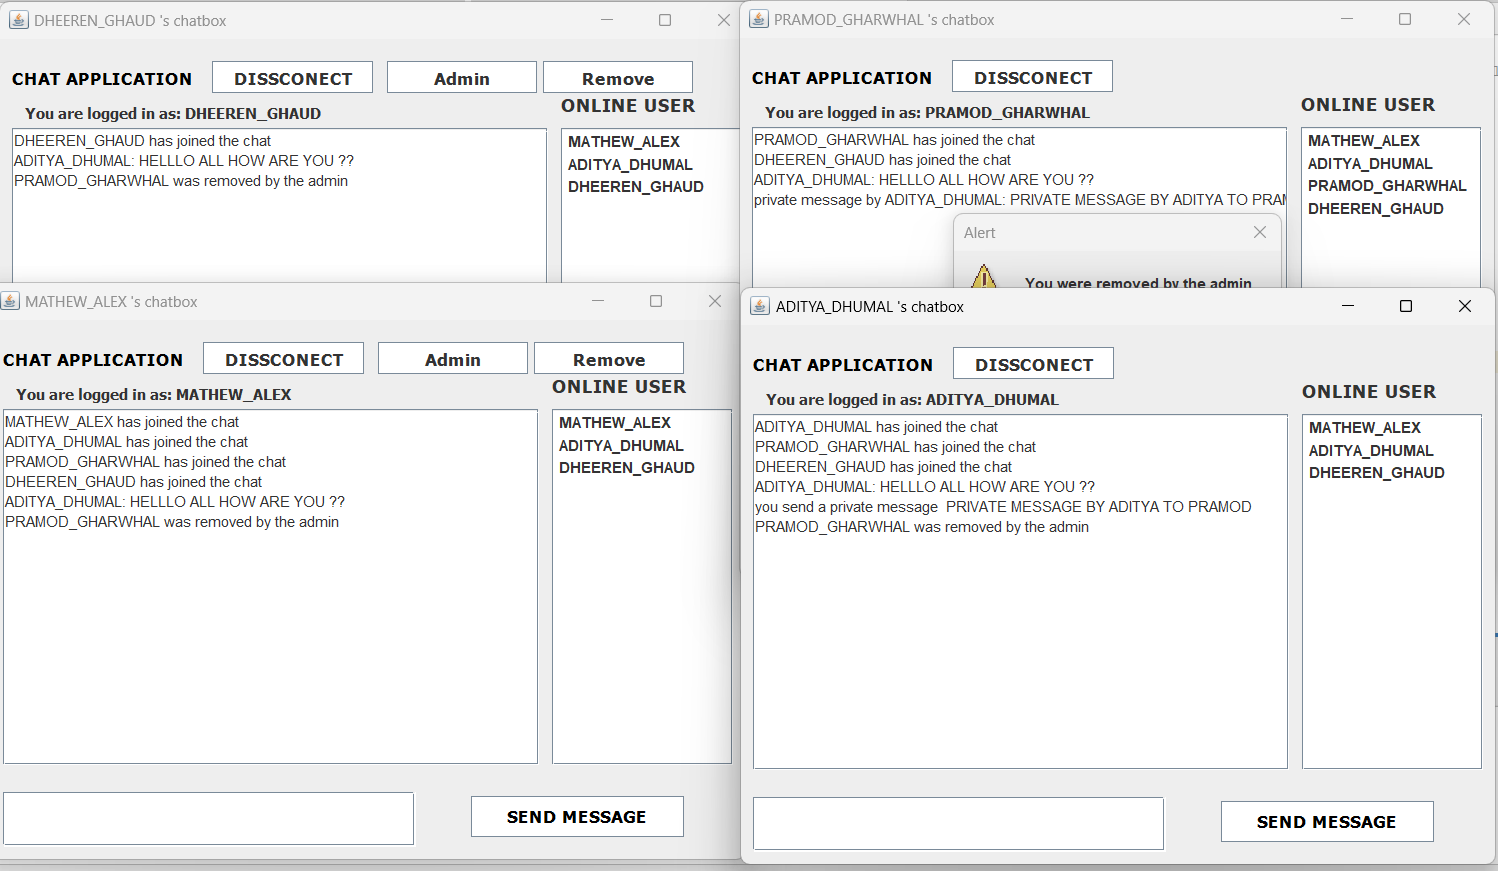 DHEEREN_GHAUD 's chatbox
CHAT APPLICATION DISSCONECT Admin Remove
ONLINE USER
You are logged in as: DHEEREN_GHAUD
DHEEREN_GHAUD has joined the chat
ADITYA_DHUMAL: HELLLO ALL HOW ARE YOU ??
PRAMOD_GHARWHAL was removed by the admin
MATHEW_ALEX
ADITYA_DHUMAL
DHEEREN_GHAUD
PRAMOD_GHARWHAL 's chatbox
CHAT APPLICATION DISSCONECT
ONLINE USER
You are logged in as: PRAMOD_GHARWHAL
PRAMOD_GHARWHAL has joined the chat
DHEEREN_GHAUD has joined the chat
ADITYA_DHUMAL: HELLLO ALL HOW ARE YOU ??
private message by ADITYA_DHUMAL: PRIVATE MESSAGE BY ADITYA TO PRAM
MATHEW_ALEX
ADITYA_DHUMAL
PRAMOD_GHARWHAL
DHEEREN_GHAUD
Alert
You were removed by the admin
MATHEW_ALEX 's chatbox
CHAT APPLICATION DISSCONECT Admin Remove
ONLINE USER
You are logged in as: MATHEW_ALEX
MATHEW_ALEX has joined the chat
ADITYA_DHUMAL has joined the chat
PRAMOD_GHARWHAL has joined the chat
DHEEREN_GHAUD has joined the chat
ADITYA_DHUMAL: HELLLO ALL HOW ARE YOU ??
PRAMOD_GHARWHAL was removed by the admin
MATHEW_ALEX
ADITYA_DHUMAL
DHEEREN_GHAUD
SEND MESSAGE
ADITYA_DHUMAL 's chatbox
CHAT APPLICATION DISSCONECT
ONLINE USER
You are logged in as: ADITYA_DHUMAL
ADITYA_DHUMAL has joined the chat
PRAMOD_GHARWHAL has joined the chat
DHEEREN_GHAUD has joined the chat
ADITYA_DHUMAL: HELLLO ALL HOW ARE YOU ??
you send a private message  PRIVATE MESSAGE BY ADITYA TO PRAMOD
PRAMOD_GHARWHAL was removed by the admin
MATHEW_ALEX
ADITYA_DHUMAL
DHEEREN_GHAUD
SEND MESSAGE